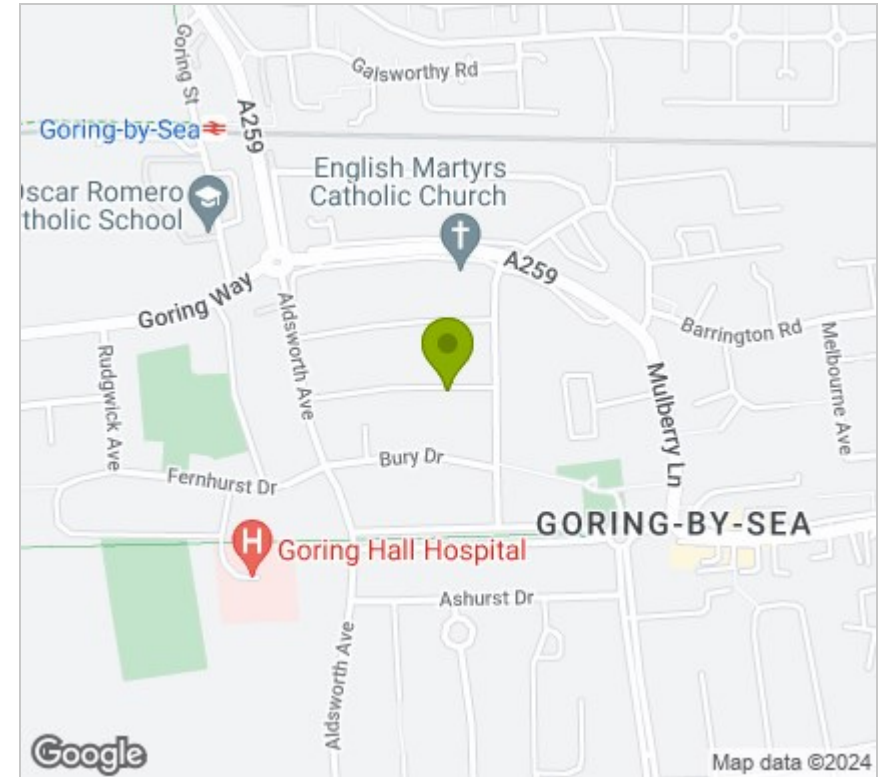 Goring St
Galsworthy Rd
A259
Goring-by-Sea
English Martyrs
Catholic Church
scar Romero
tholic School
A259
Goring Way
Aldsworth Ave
Barrington Rd
Melbourne Ave
Rudgwick Ave
Mulberry Ln
Bury Dr
Fernhurst Dr
GORING-BY-SEA
H
Goring Hall Hospital
Ashurst Dr
Aldsworth Ave
Google
Map data ©2024